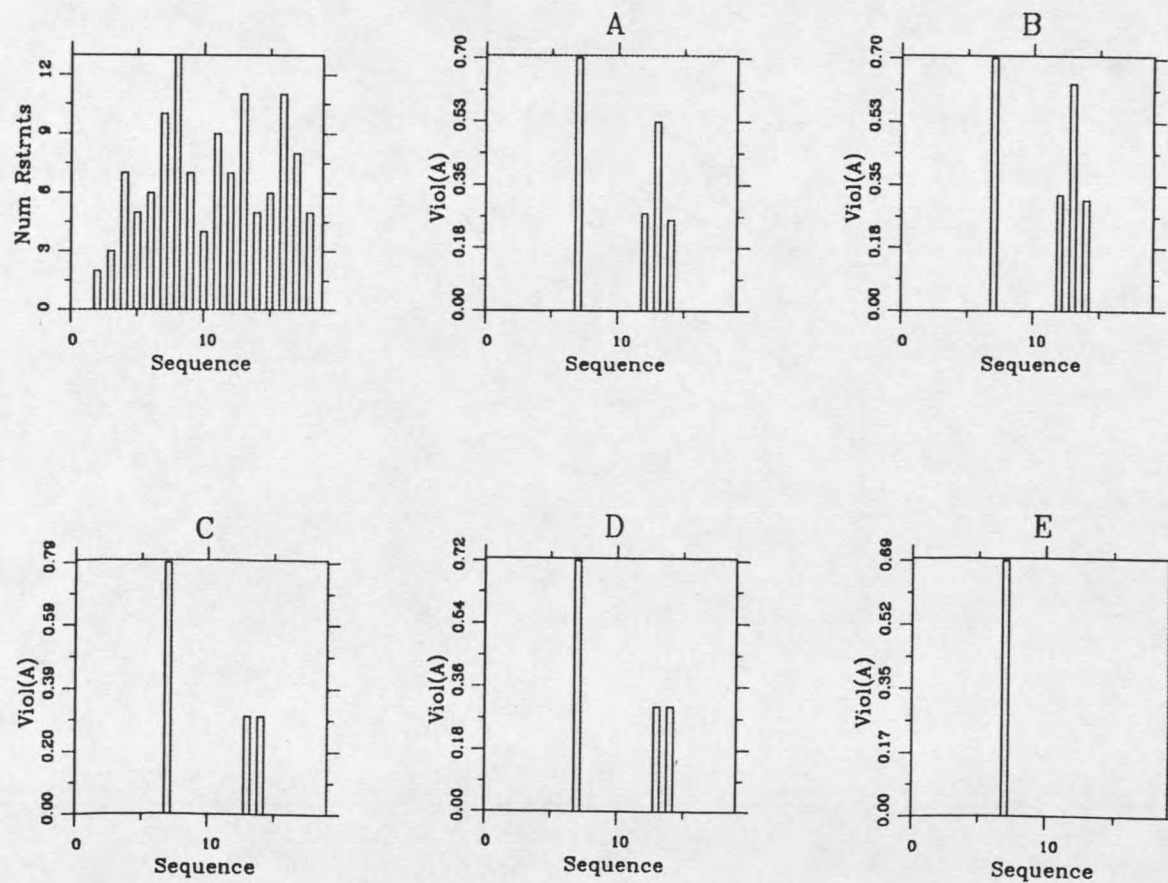 A
B
12
9
6
3
0
Num Rstrnts
0
10
Sequence
0.70
0.53
0.35
0.18
0.00
Viol(A)
0
10
Sequence
0.70
0.53
0.35
0.18
0.00
Viol(A)
0
10
Sequence
C
D
E
0.79
0.59
0.39
0.20
0.00
Viol(A)
0
10
Sequence
0.72
0.54
0.36
0.18
0.00
Viol(A)
0
10
Sequence
0.69
0.52
0.35
0.17
0.00
Viol(A)
0
10
Sequence